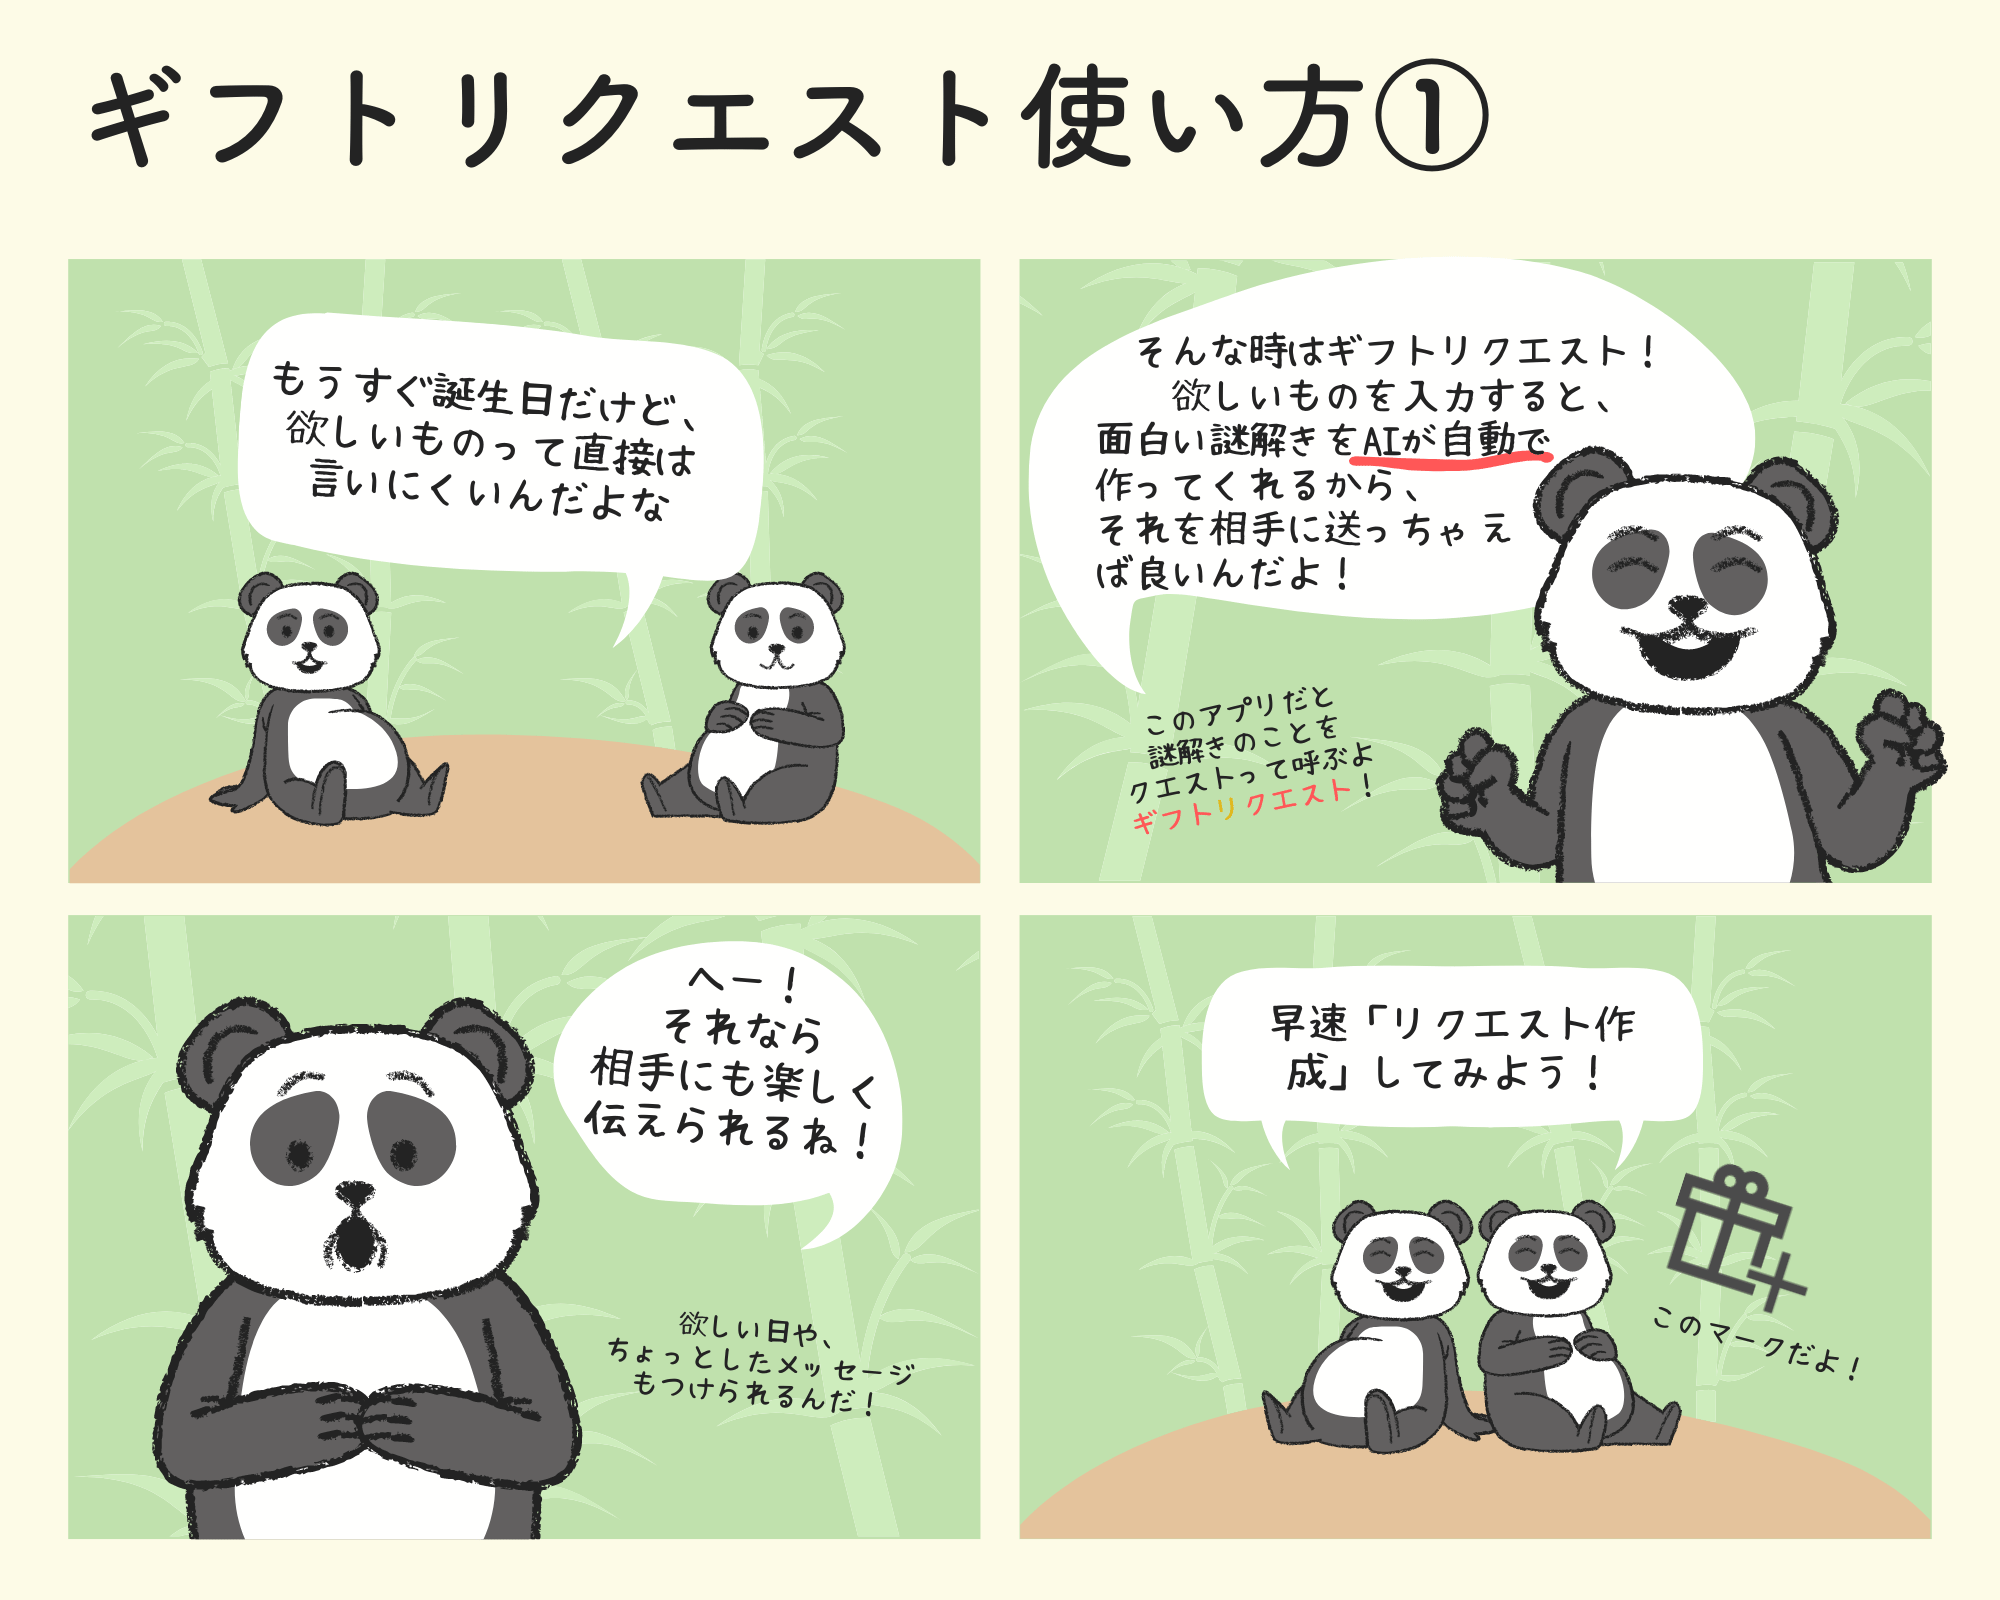 ギフトリクエスト使い方①
もうすぐ誕生日だけど、
欲しいものって直接は
言いにくいんだよな
そんな時はギフトリクエスト！
欲しいものを入力すると、
面白い謎解きをAIが自動で
作ってくれるから、
それを相手に送っちゃえ
ば良いんだよ！
このアプリだと
謎解きのことを
クエストって呼ぶよ
ギフトリクエスト！
へー！
それなら
相手にも楽しく
伝えられるね！
欲しい日や、
ちょっとしたメッセージ
もつけられるんだ！
早速「リクエスト作
成」してみよう！
このマークだよ！